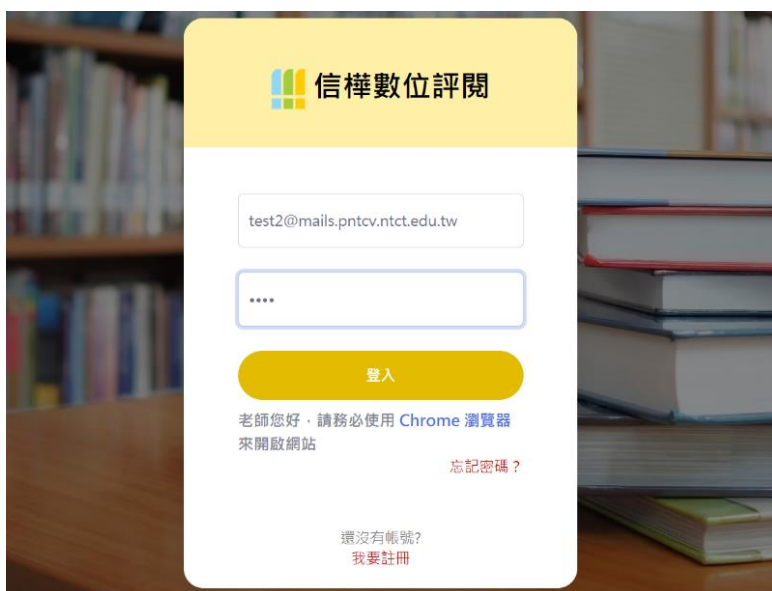 信樺數位評閱
test2@mails.pntcv.ntct.edu.tw
••••
登入
老師您好，請務必使用 Chrome 瀏覽器
來開啟網站
忘記密碼？
還沒有帳號?
我要註冊